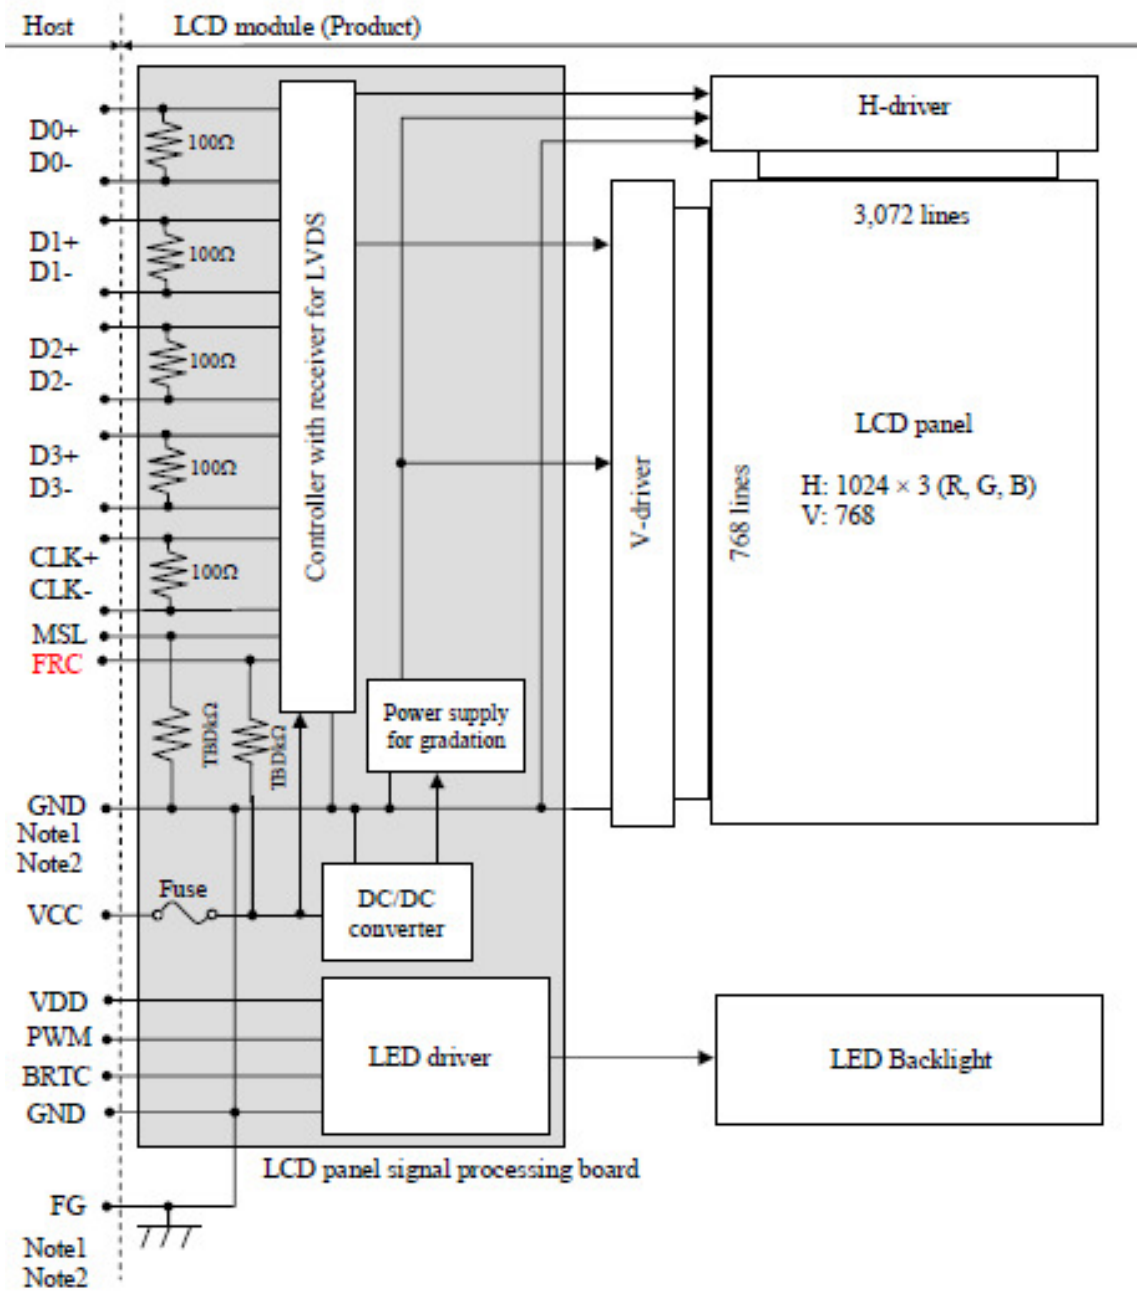 Host
LCD module (Product)
H-driver
D0+
D0-
100Ω
3,072 lines
D1+
D1-
100Ω
Controller with receiver for LVDS
D2+
D2-
100Ω
LCD panel
H: 1024 × 3 (R, G, B)
V: 768
768 lines
V-driver
D3+
D3-
100Ω
CLK+
CLK-
100Ω
MSL
FRC
TBDkΩ
TBDkΩ
Power supply
for gradation
GND
Note1
Note2
Fuse
VCC
DC/DC
converter
VDD
PWM
BRTC
GND
LED driver
LED Backlight
LCD panel signal processing board
FG
Note1
Note2